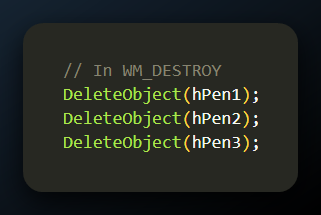 // In WM_DESTROY
DeleteObject(hPen1);
DeleteObject(hPen2);
DeleteObject(hPen3);